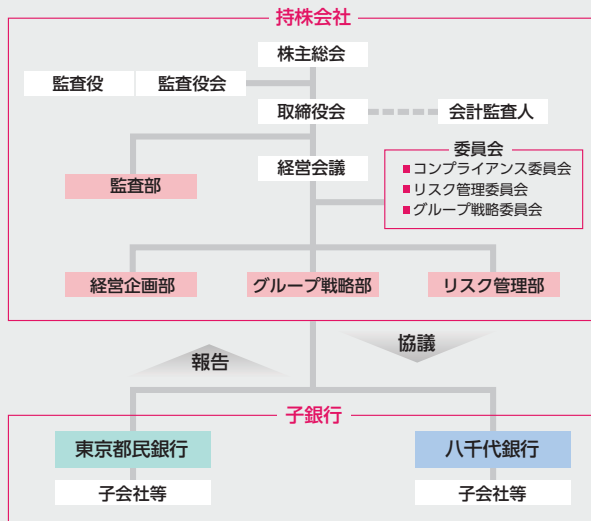 持株会社
株主総会
監査役
監査役会
取締役会
会計監査人
経営会議
委員会
■コンプライアンス委員会
■リスク管理委員会
■グループ戦略委員会
監査部
経営企画部
グループ戦略部
リスク管理部
報告
協議
子銀行
東京都民銀行
八千代銀行
子会社等
子会社等